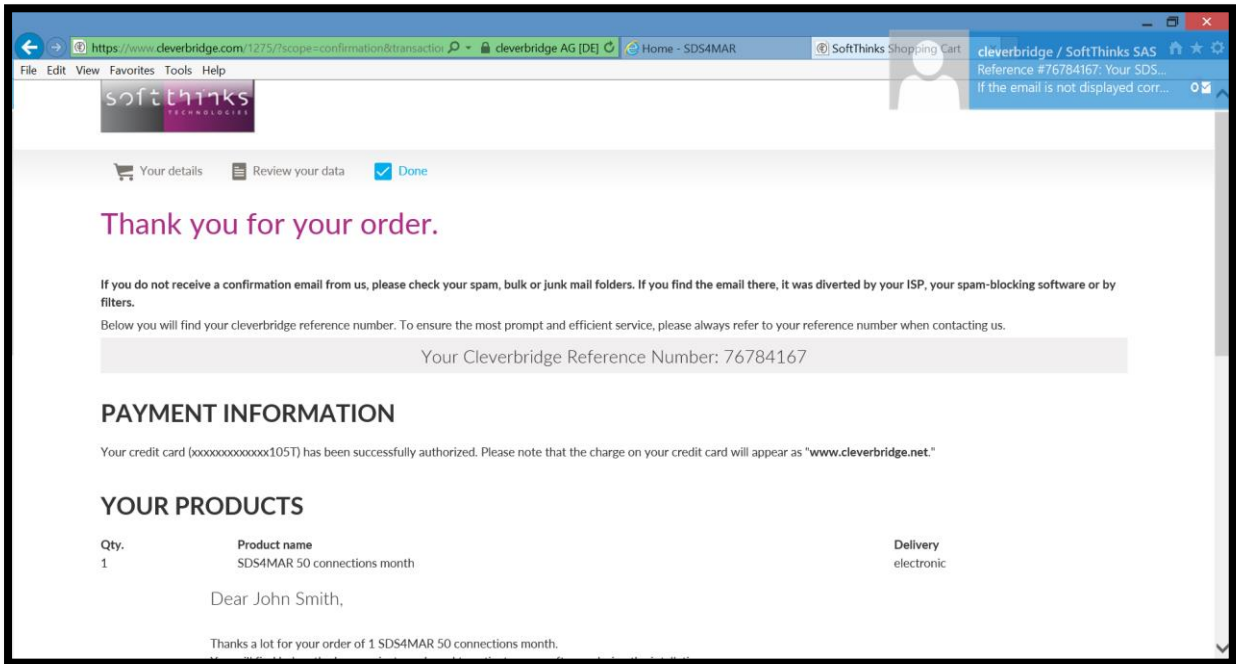 https://www.cleverbridge.com/1275/?scope=confirmation&transactio
cleverbridge AG [DE]
Home - SDS4MAR
SoftThinks Shopping Cart
cleverbridge / SoftThinks SAS
Reference #76784167: Your SDS...
If the email is not displayed corr...
File Edit View Favorites Tools Help
softthinks
TECHNOLOGIES
Your details Review your data Done
Thank you for your order.
If you do not receive a confirmation email from us, please check your spam, bulk or junk mail folders. If you find the email there, it was diverted by your ISP, your spam-blocking software or by
filters.
Below you will find your cleverbridge reference number. To ensure the most prompt and efficient service, please always refer to your reference number when contacting us.
Your Cleverbridge Reference Number: 76784167
PAYMENT INFORMATION
Your credit card (xxxxxxxxxxxxx105T) has been successfully authorized. Please note that the charge on your credit card will appear as "www.cleverbridge.net."
YOUR PRODUCTS
Qty. Product name Delivery
1 SDS4MAR 50 connections month electronic
Dear John Smith,
Thanks a lot for your order of 1 SDS4MAR 50 connections month.